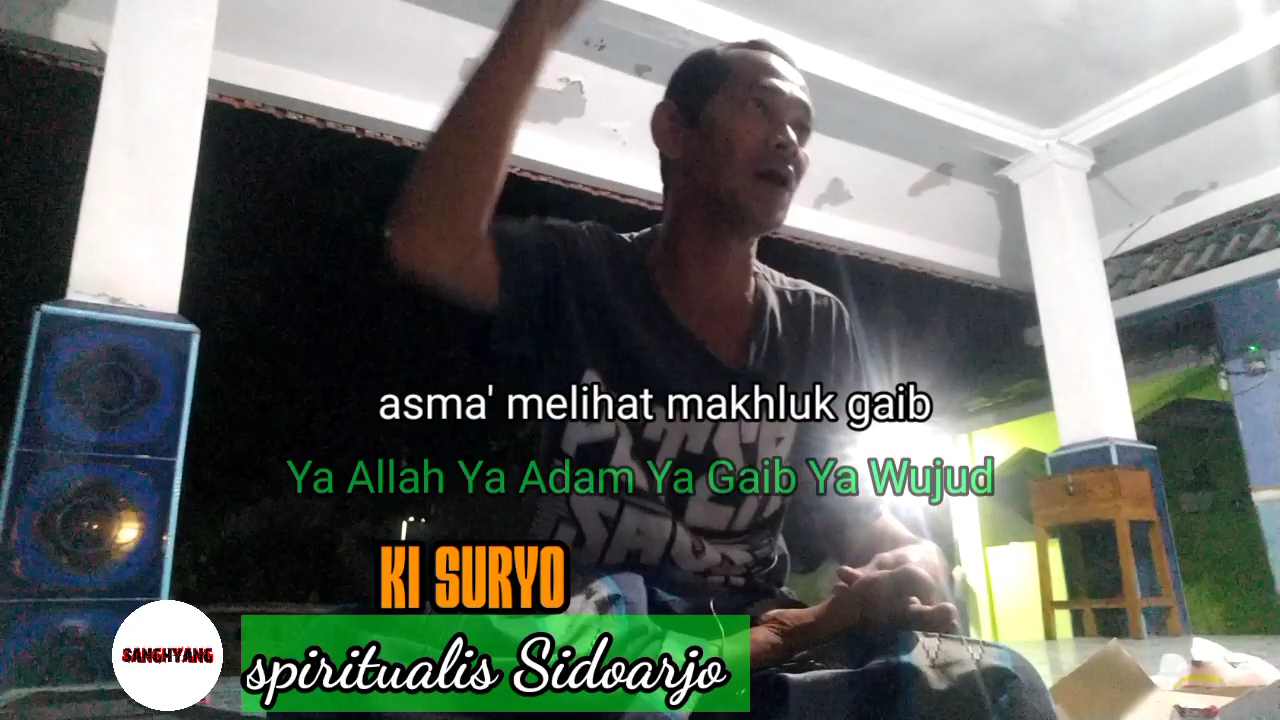 asma' melihat makhluk gaib
Ya Allah Ya Adam Ya Gaib Ya Wujud
KI SURYO
SANGHYANG
spiritualis Sidoarjo